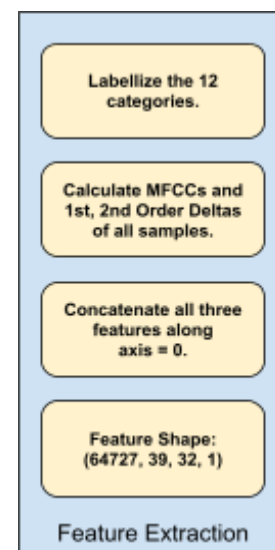 Labellize the 12
categories.
Calculate MFCCs and
1st, 2nd Order Deltas
of all samples.
Concatenate all three
features along
axis = 0.
Feature Shape:
(64727, 39, 32, 1)
Feature Extraction